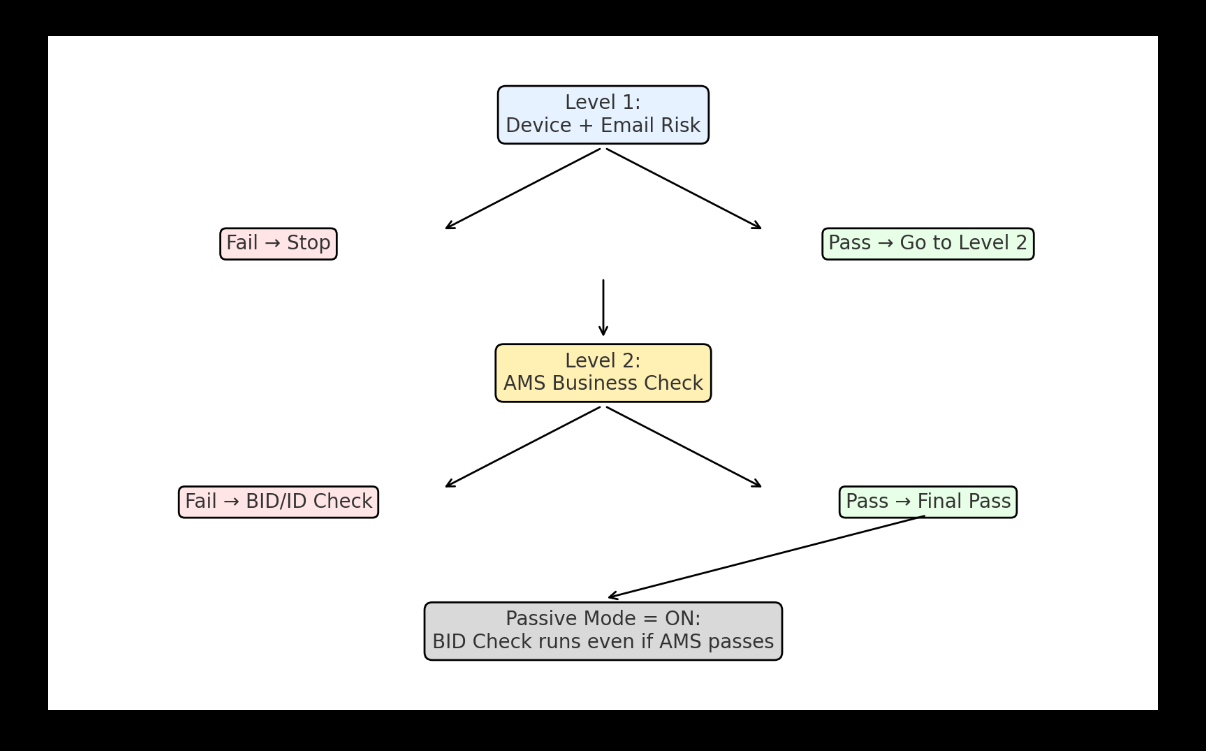 Level 1:
Device + Email Risk
Fail → Stop
Pass → Go to Level 2
Level 2:
AMS Business Check
Fail → BID/ID Check
Pass → Final Pass
Passive Mode = ON:
BID Check runs even if AMS passes